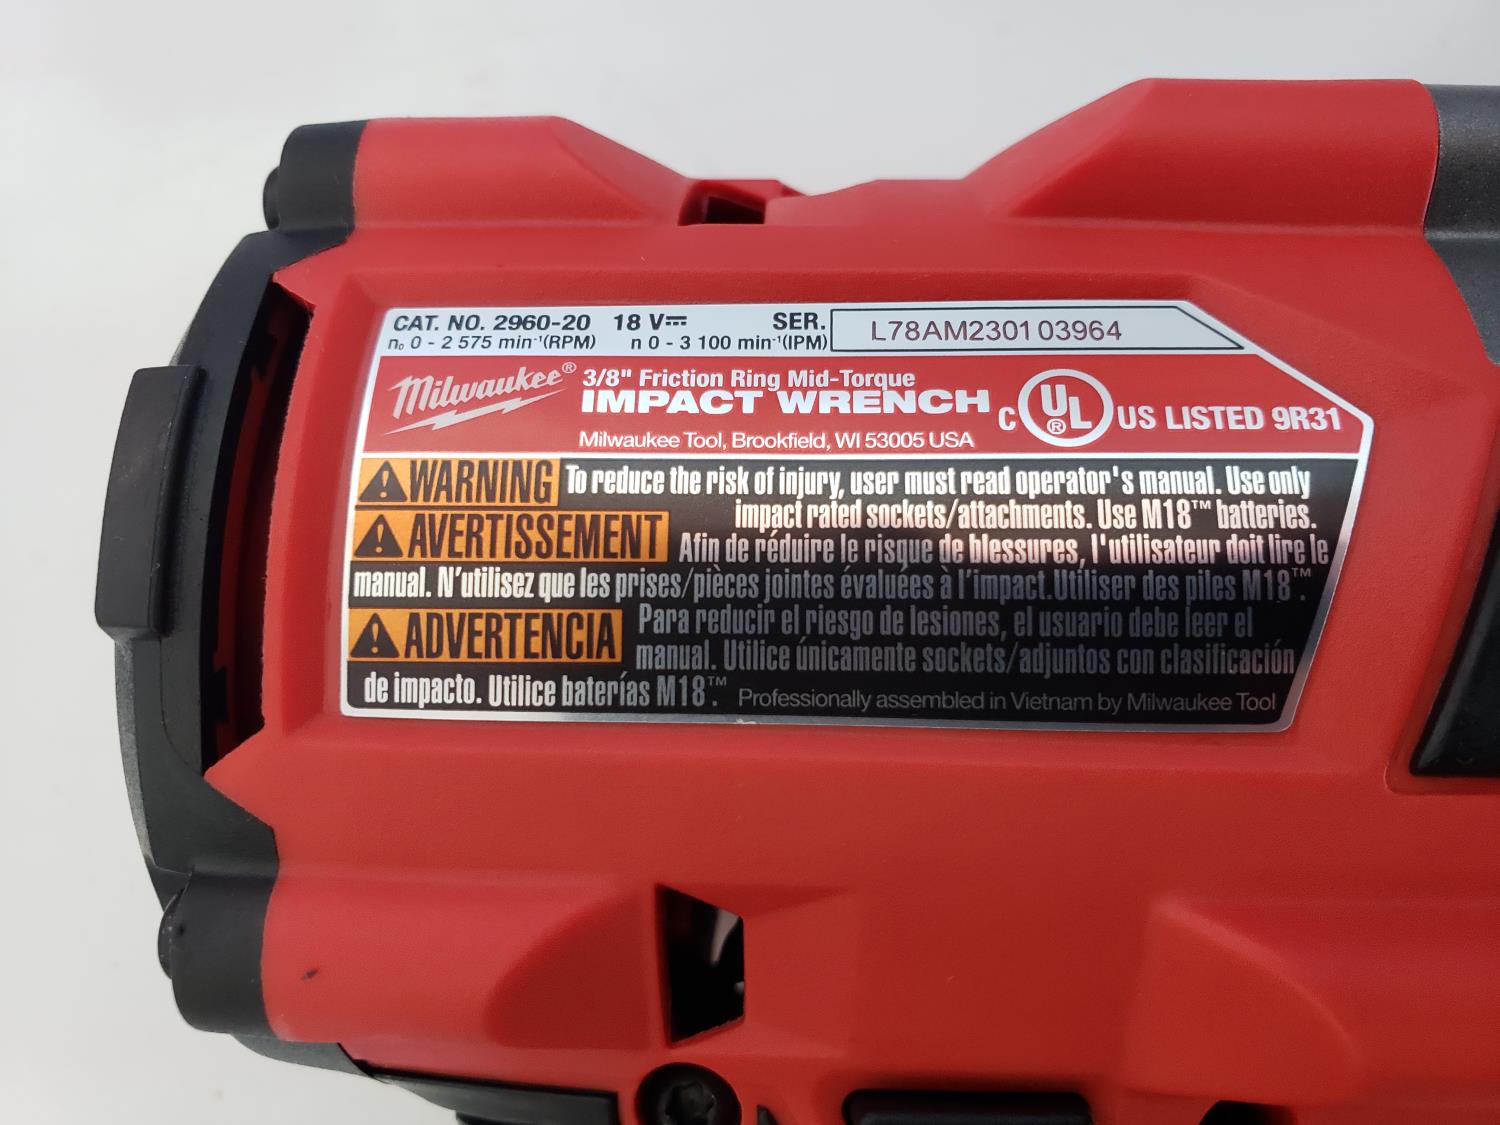 CAT. NO. 2960-20 18 V⎓ SER. L78AM230103964
n₀ 0 - 2 575 min⁻¹(RPM) n 0 - 3 100 min⁻¹(IPM)
Milwaukee® 3/8" Friction Ring Mid-Torque
IMPACT WRENCH
C UL® US LISTED 9R31
Milwaukee Tool, Brookfield, WI 53005 USA
⚠WARNING To reduce the risk of injury, user must read operator's manual. Use only
impact rated sockets/attachments. Use M18™ batteries.
⚠AVERTISSEMENT Afin de réduire le risque de blessures, l'utilisateur doit lire le
manual. N'utilisez que les prises/pièces jointes évaluées à l'impact.Utiliser des piles M18™.
⚠ADVERTENCIA Para reducir el riesgo de lesiones, el usuario debe leer el
manual. Utilice únicamente sockets/adjuntos con clasificación
de impacto. Utilice baterías M18™. Professionally assembled in Vietnam by Milwaukee Tool